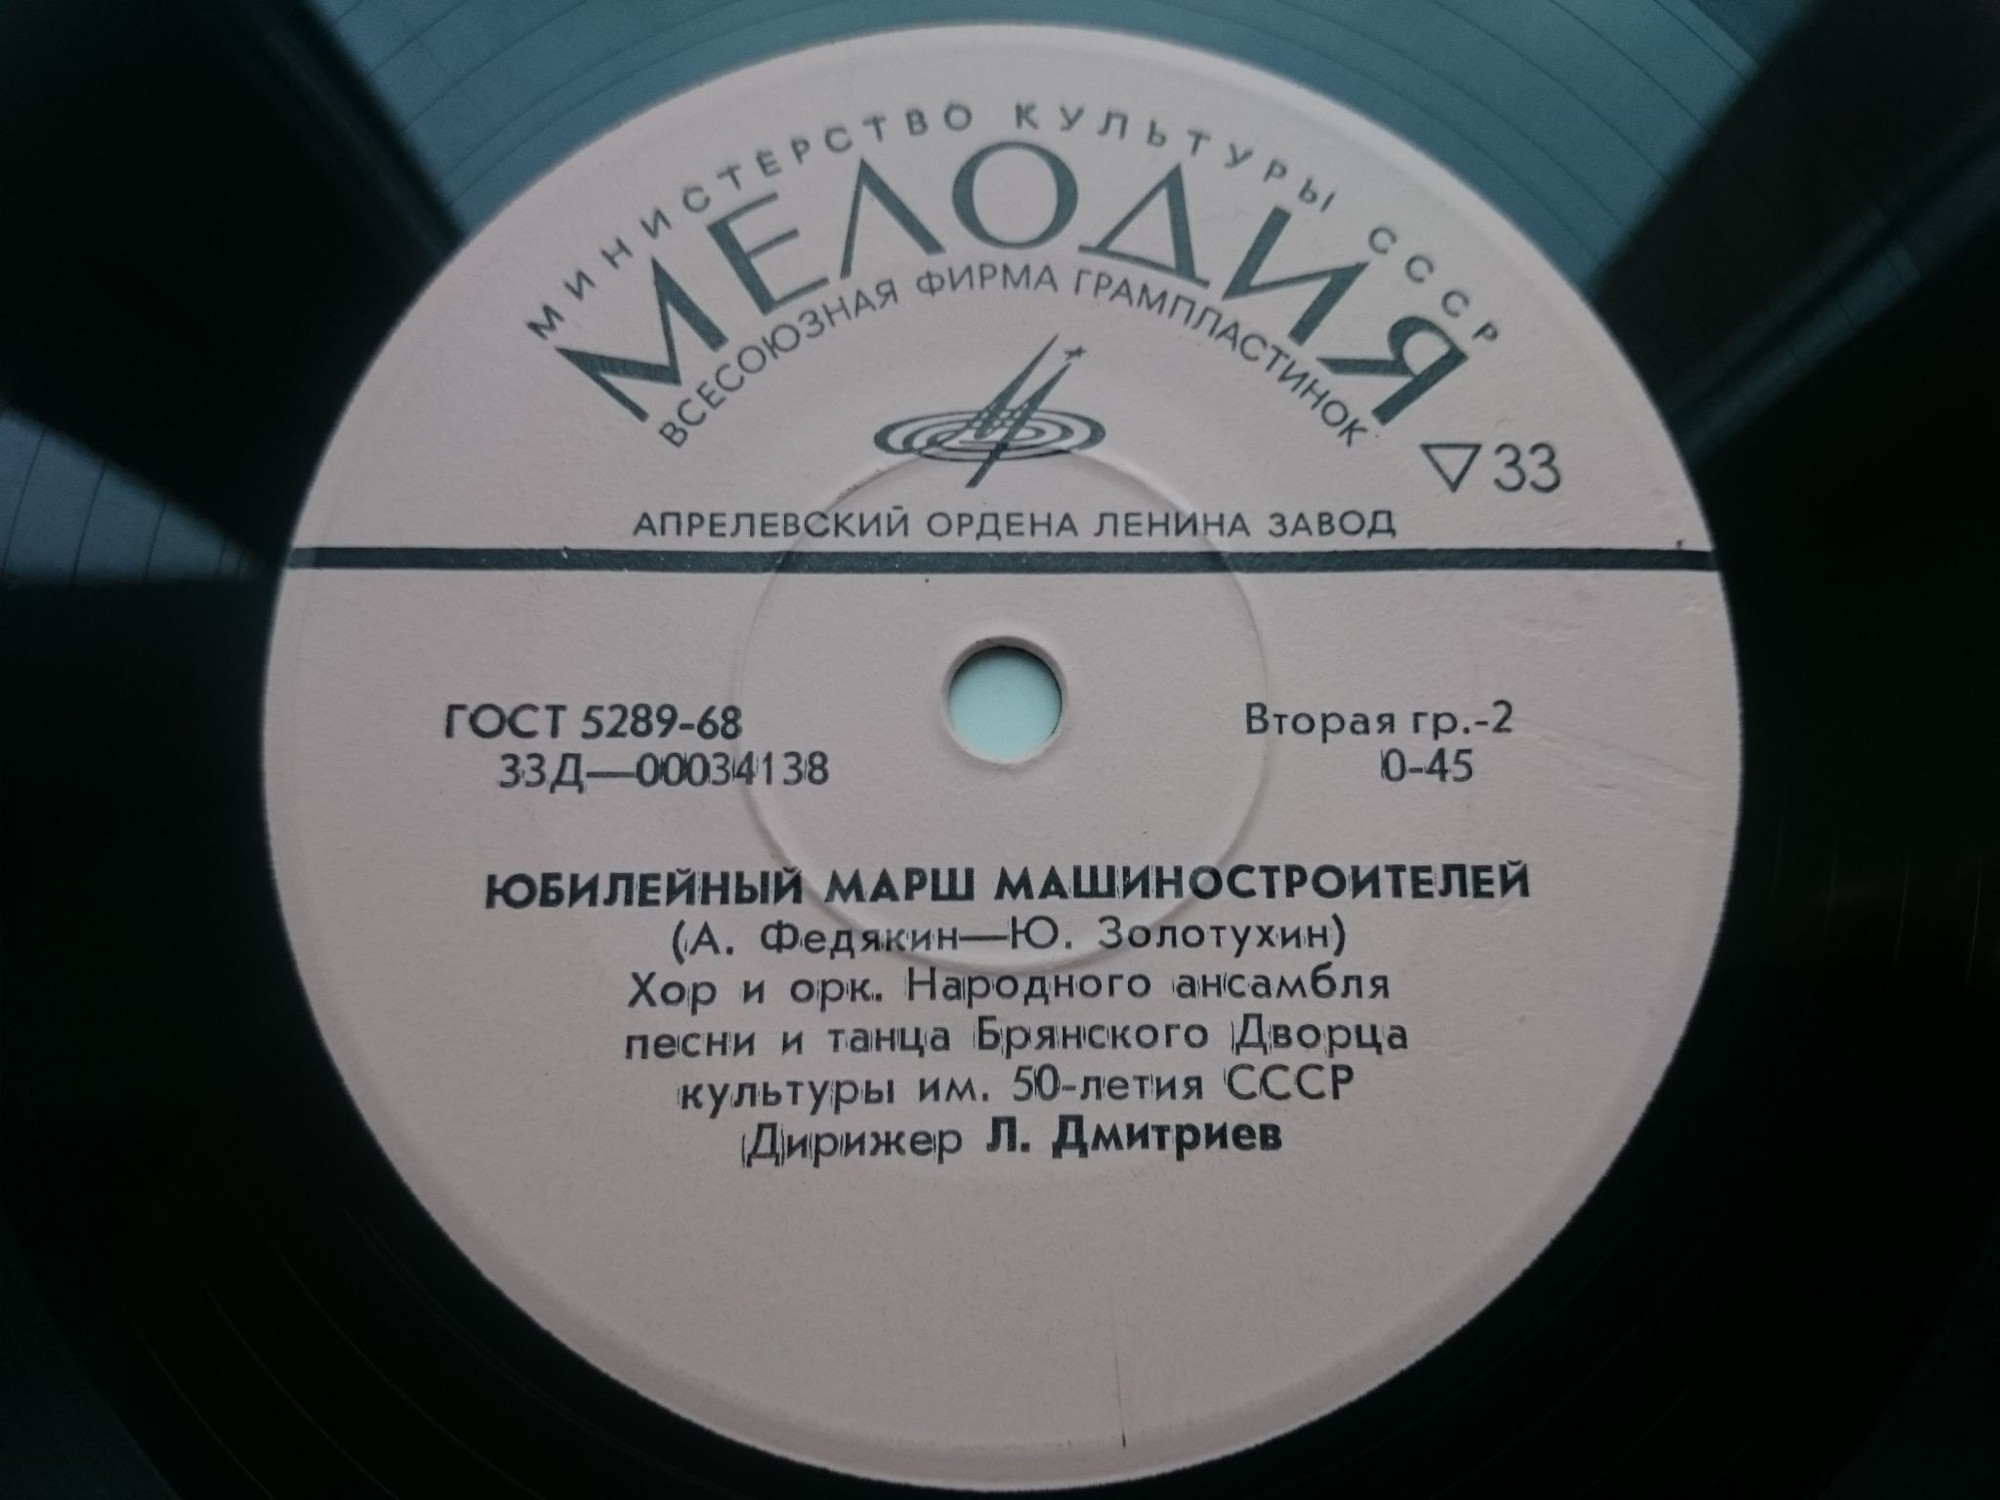 МИНИСТЕРСТВО КУЛЬТУРЫ СССР
МЕЛОДИЯ
ВСЕСОЮЗНАЯ ФИРМА ГРАМПЛАСТИНОК
▽33
АПРЕЛЕВСКИЙ ОРДЕНА ЛЕНИНА ЗАВОД
ГОСТ 5289-68
Вторая гр.-2
33Д—00034138
0-45
ЮБИЛЕЙНЫЙ МАРШ МАШИНОСТРОИТЕЛЕЙ
(А. Федякин—Ю. Золотухин)
Хор и орк. Народного ансамбля
песни и танца Брянского Дворца
культуры им. 50-летия СССР
Дирижер Л. Дмитриев